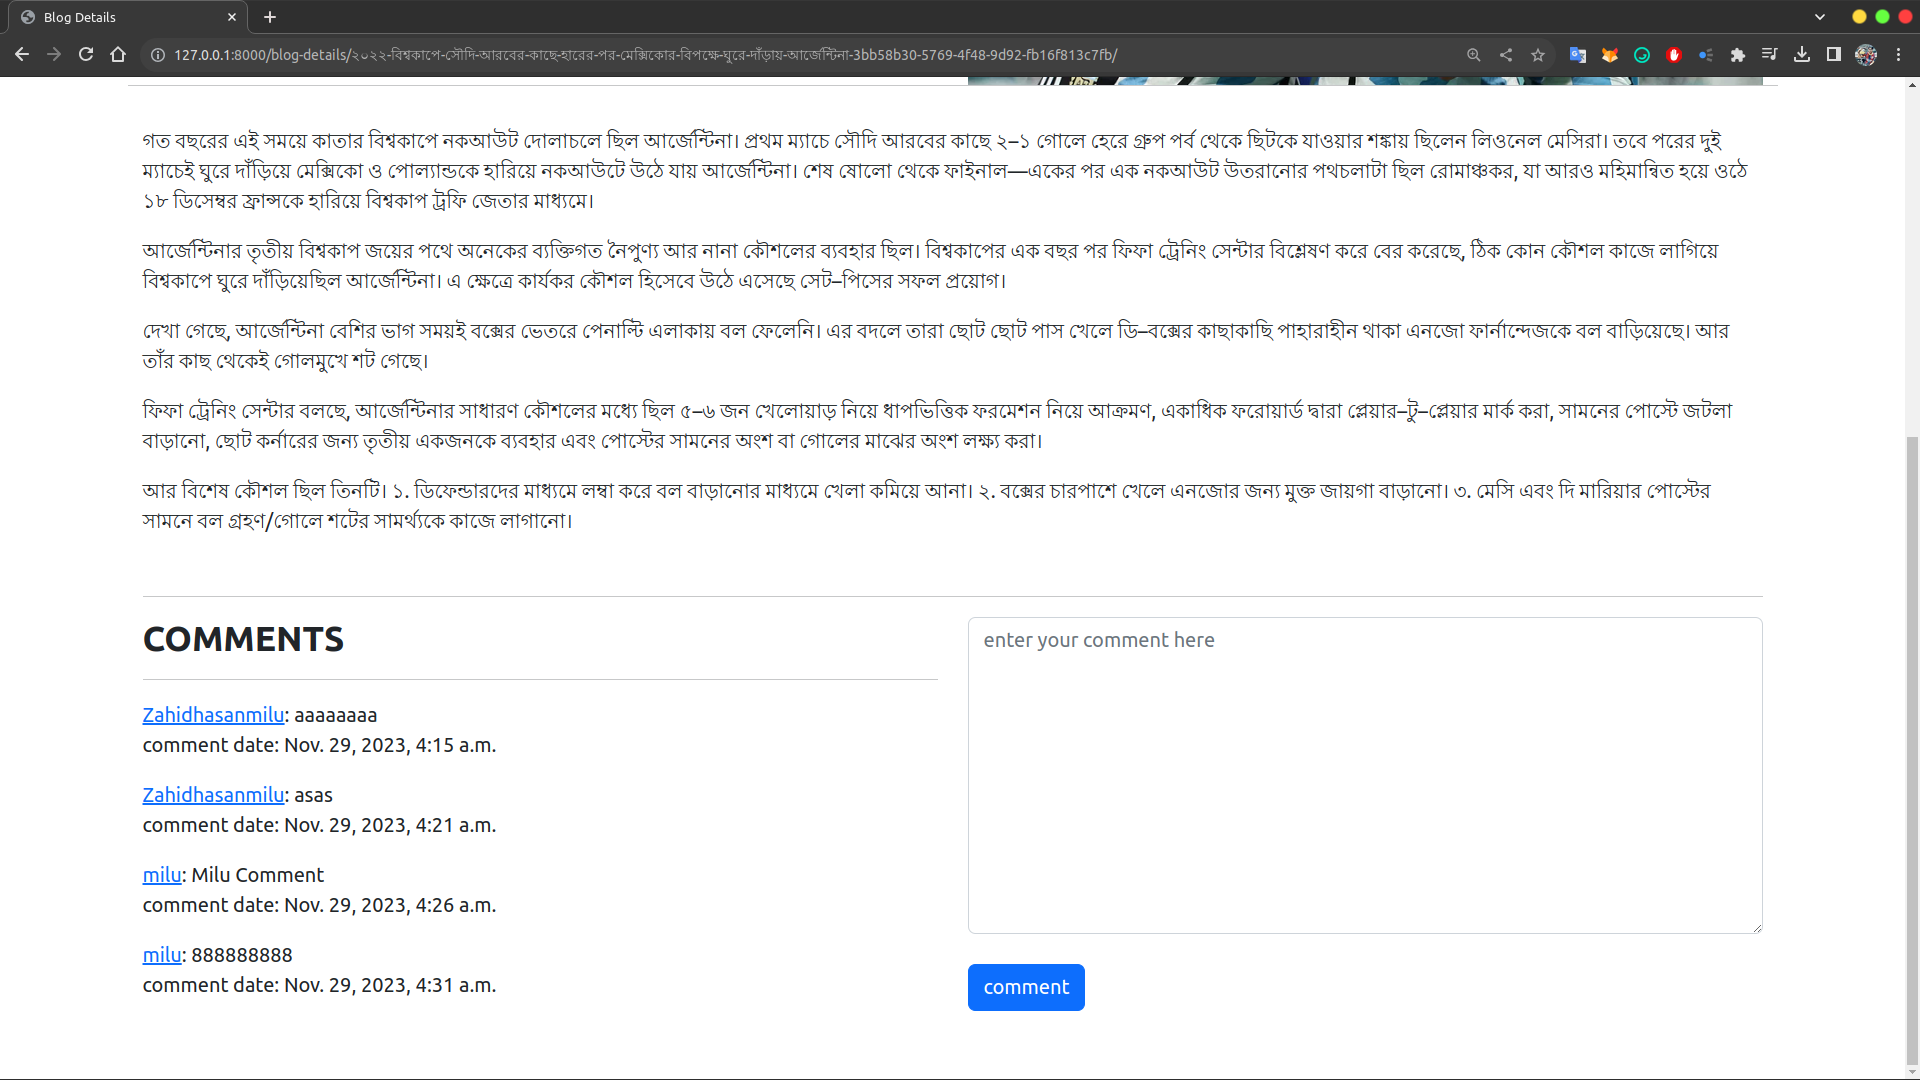 Blog Details
127.0.0.1:8000/blog-details/২০২২-বিশ্বকাপে-সৌদি-আরবের-কাছে-হারের-পর-মেক্সিকোর-বিপক্ষে-ঘুরে-দাঁড়ায়-আর্জেন্টিনা-3bb58b30-5769-4f48-9d92-fb16f813c7fb/
গত বছরের এই সময়ে কাতার বিশ্বকাপে নকআউট দোলাচলে ছিল আর্জেন্টিনা। প্রথম ম্যাচে সৌদি আরবের কাছে ২–১ গোলে হেরে গ্রুপ পর্ব থেকে ছিটকে যাওয়ার শঙ্কায় ছিলেন লিওনেল মেসিরা। তবে পরের দুই
ম্যাচেই ঘুরে দাঁড়িয়ে মেক্সিকো ও পোল্যান্ডকে হারিয়ে নকআউটে উঠে যায় আর্জেন্টিনা। শেষ ষোলো থেকে ফাইনাল—একের পর এক নকআউট উতরানোর পথচলাটা ছিল রোমাঞ্চকর, যা আরও মহিমান্বিত হয়ে ওঠে
১৮ ডিসেম্বর ফ্রান্সকে হারিয়ে বিশ্বকাপ ট্রফি জেতার মাধ্যমে।
আর্জেন্টিনার তৃতীয় বিশ্বকাপ জয়ের পথে অনেকের ব্যক্তিগত নৈপুণ্য আর নানা কৌশলের ব্যবহার ছিল। বিশ্বকাপের এক বছর পর ফিফা ট্রেনিং সেন্টার বিশ্লেষণ করে বের করেছে, ঠিক কোন কৌশল কাজে লাগিয়ে
বিশ্বকাপে ঘুরে দাঁড়িয়েছিল আর্জেন্টিনা। এ ক্ষেত্রে কার্যকর কৌশল হিসেবে উঠে এসেছে সেট–পিসের সফল প্রয়োগ।
দেখা গেছে, আর্জেন্টিনা বেশির ভাগ সময়ই বক্সের ভেতরে পেনাল্টি এলাকায় বল ফেলেনি। এর বদলে তারা ছোট ছোট পাস খেলে ডি–বক্সের কাছাকাছি পাহারাহীন থাকা এনজো ফার্নান্দেজকে বল বাড়িয়েছে। আর
তাঁর কাছ থেকেই গোলমুখে শট গেছে।
ফিফা ট্রেনিং সেন্টার বলছে, আর্জেন্টিনার সাধারণ কৌশলের মধ্যে ছিল ৫–৬ জন খেলোয়াড় নিয়ে ধাপভিত্তিক ফরমেশন নিয়ে আক্রমণ, একাধিক ফরোয়ার্ড দ্বারা প্লেয়ার–টু–প্লেয়ার মার্ক করা, সামনের পোস্টে জটলা
বাড়ানো, ছোট কর্নারের জন্য তৃতীয় একজনকে ব্যবহার এবং পোস্টের সামনের অংশ বা গোলের মাঝের অংশ লক্ষ্য করা।
আর বিশেষ কৌশল ছিল তিনটি। ১. ডিফেন্ডারদের মাধ্যমে লম্বা করে বল বাড়ানোর মাধ্যমে খেলা কমিয়ে আনা। ২. বক্সের চারপাশে খেলে এনজোর জন্য মুক্ত জায়গা বাড়ানো। ৩. মেসি এবং দি মারিয়ার পোস্টের
সামনে বল গ্রহণ/গোলে শটের সামর্থ্যকে কাজে লাগানো।
COMMENTS
enter your comment here
Zahidhasanmilu: aaaaaaaa
comment date: Nov. 29, 2023, 4:15 a.m.
Zahidhasanmilu: asas
comment date: Nov. 29, 2023, 4:21 a.m.
milu: Milu Comment
comment date: Nov. 29, 2023, 4:26 a.m.
milu: 888888888
comment date: Nov. 29, 2023, 4:31 a.m.
comment